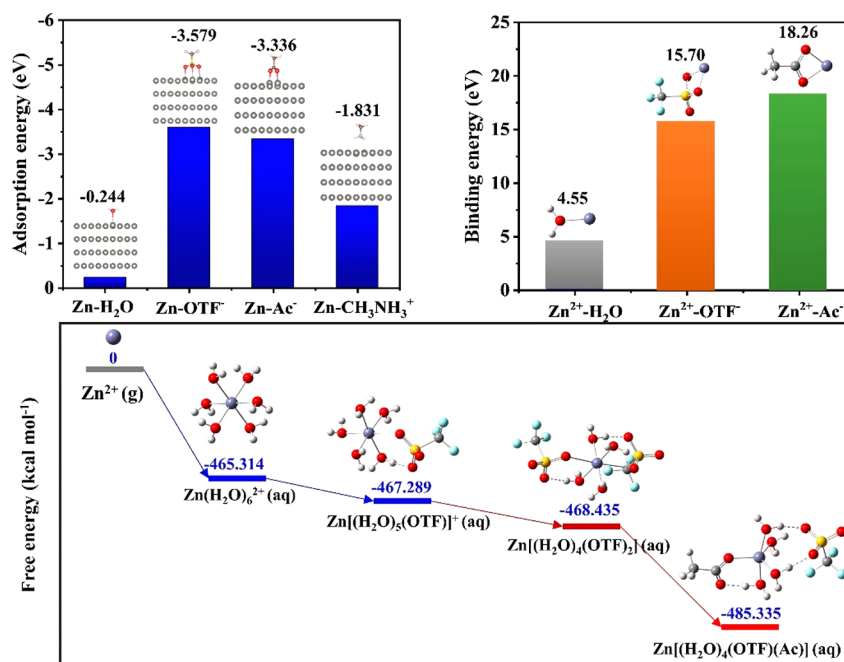 -6
-5
-4
-3
-2
-1
0
Adsorption energy (eV)
-0.244
-3.579
-3.336
-1.831
Zn-H₂O
Zn-OTF⁻
Zn-Ac⁻
Zn-CH₃NH₃⁺
25
20
15
10
5
0
Binding energy (eV)
4.55
15.70
18.26
Zn²⁺-H₂O
Zn²⁺-OTF⁻
Zn²⁺-Ac⁻
Free energy (kcal mol⁻¹)
0
Zn²⁺ (g)
-465.314
Zn(H₂O)₆²⁺ (aq)
-467.289
Zn[(H₂O)₅(OTF)]⁺ (aq)
-468.435
Zn[(H₂O)₄(OTF)₂] (aq)
-485.335
Zn[(H₂O)₄(OTF)(Ac)] (aq)